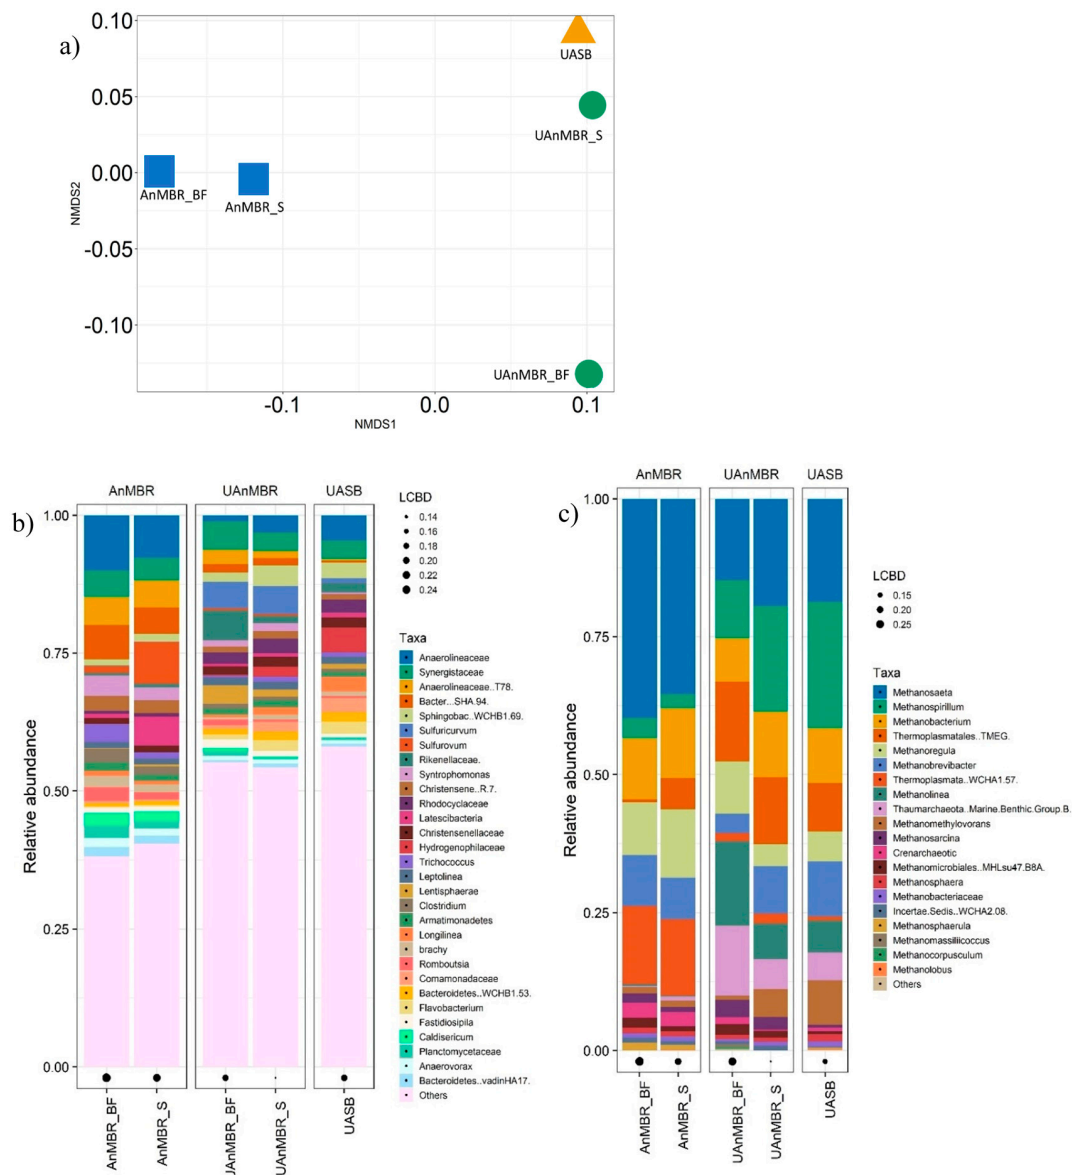 a)
0.10
0.05
0.00
-0.05
-0.10
NMDS2
UASB
UAnMBR_S
AnMBR_BF
AnMBR_S
UAnMBR_BF
-0.1
0.0
0.1
NMDS1
b)
AnMBR
UAnMBR
UASB
1.00
0.75
0.50
0.25
0.00
Relative abundance
AnMBR_BF
AnMBR_S
UAnMBR_BF
UAnMBR_S
UASB
LCBD
0.14
0.16
0.18
0.20
0.22
0.24
Taxa
Anaerolineaceae
Synergistaceae
Anaerolineaceae..T78.
Bacter...SHA.94.
Sphingobac..WCHB1.69.
Sulfuricurvum
Sulfurovum
Rikenellaceae.
Syntrophomonas
Christensene..R.7.
Rhodocyclaceae
Latescibacteria
Christensenellaceae
Hydrogenophilaceae
Trichococcus
Leptolinea
Lentisphaerae
Clostridium
Armatimonadetes
Longilinea
brachy
Romboutsia
Comamonadaceae
Bacteroidetes..WCHB1.53.
Flavobacterium
Fastidiosipila
Caldisericum
Planctomycetaceae
Anaerovorax
Bacteroidetes..vadinHA17.
Others
c)
AnMBR
UAnMBR
UASB
1.00
0.75
0.50
0.25
0.00
Relative abundance
AnMBR_BF
AnMBR_S
UAnMBR_BF
UAnMBR_S
UASB
LCBD
0.15
0.20
0.25
Taxa
Methanosaeta
Methanospirillum
Methanobacterium
Thermoplasmatales..TMEG.
Methanoregula
Methanobrevibacter
Thermoplasmata..WCHA1.57.
Methanolinea
Thaumarchaeota..Marine.Benthic.Group.B.
Methanomethylovorans
Methanosarcina
Crenarchaeotic
Methanomicrobiales..MHLsu47.B8A.
Methanosphaera
Methanobacteriaceae
Incertae.Sedis..WCHA2.08.
Methanosphaerula
Methanomassiliicoccus
Methanocorpusculum
Methanolobus
Others